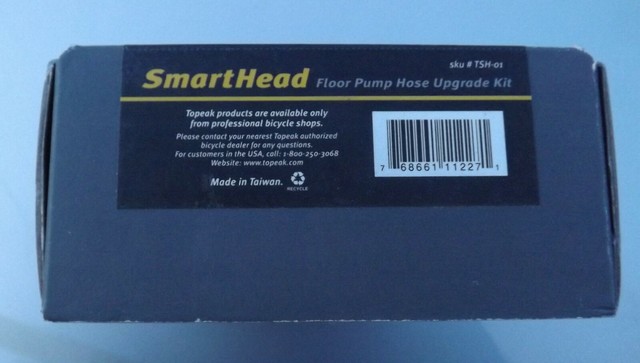 sku # TSH-01
SmartHead Floor Pump Hose Upgrade Kit
Topeak products are available only
from professional bicycle shops.
Please contact your nearest Topeak authorized
bicycle dealer for any questions.
For customers in the USA, call: 1-800-250-3068
Website: www.topeak.com
Made in Taiwan.
RECYCLE
7 68661 11227 1